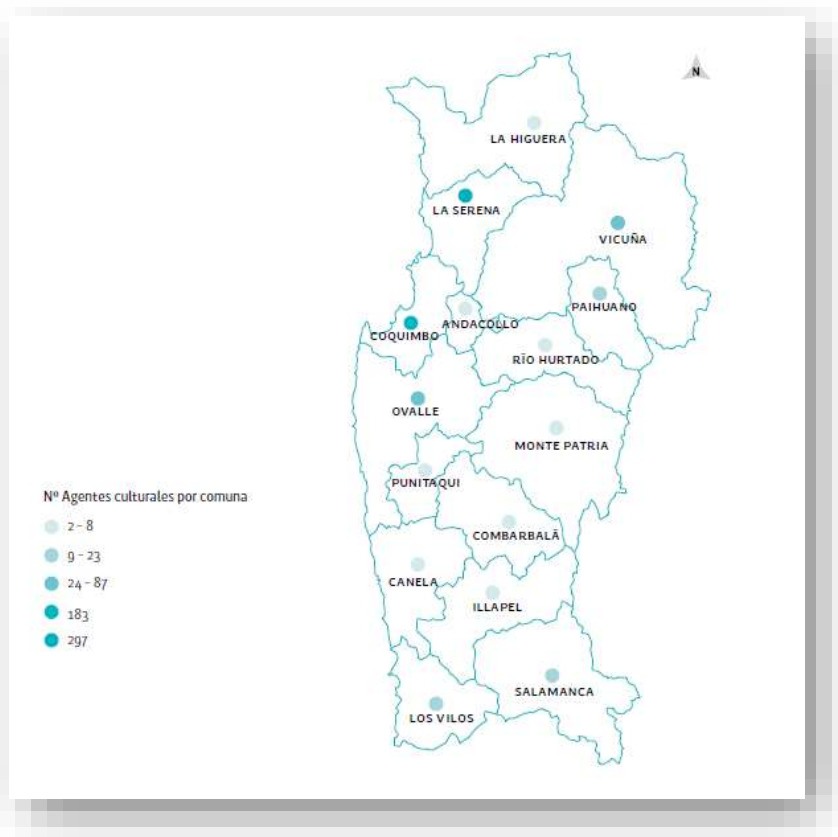 N
LA HIGUERA
LA SERENA
VICUÑA
PAIHUANO
ANDACOLLO
COQUIMBO
RÍO HURTADO
OVALLE
MONTE PATRIA
PUNITAQUI
COMBARBALÁ
CANELA
ILLAPEL
SALAMANCA
LOS VILOS
Nº Agentes culturales por comuna
2 - 8
9 - 23
24 - 87
183
297